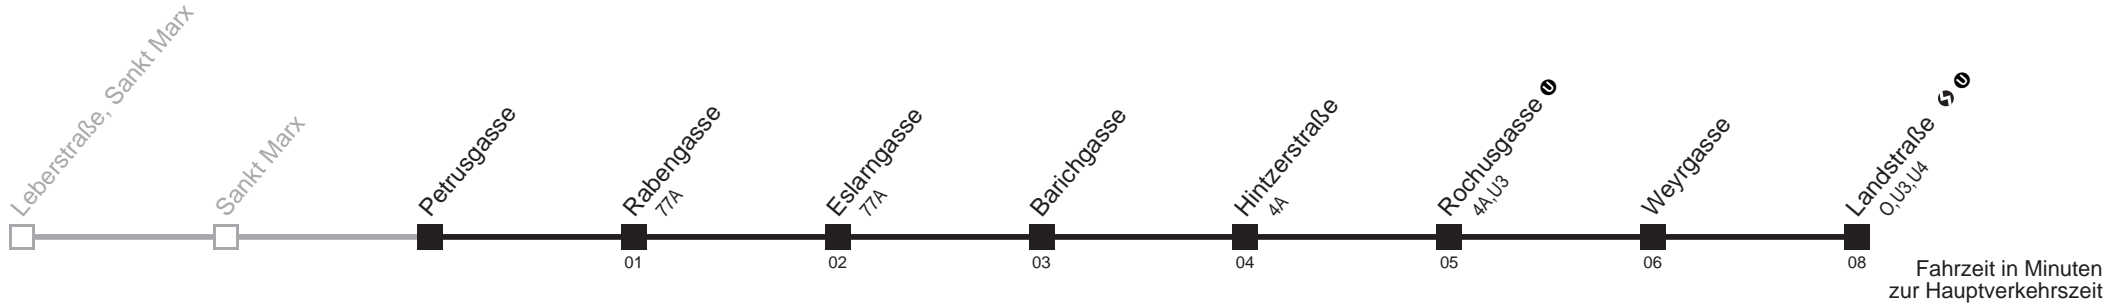 Leberstraße, Sankt Marx
Sankt Marx
Petrusgasse
Rabengasse
77A
Eslarngasse
77A
Barichgasse
Hintzerstraße
4A
Rochusgasse U
4A,U3
Weyrgasse
Landstraße S U
O,U3,U4
01
02
03
04
05
06
08
Fahrzeit in Minuten
zur Hauptverkehrszeit